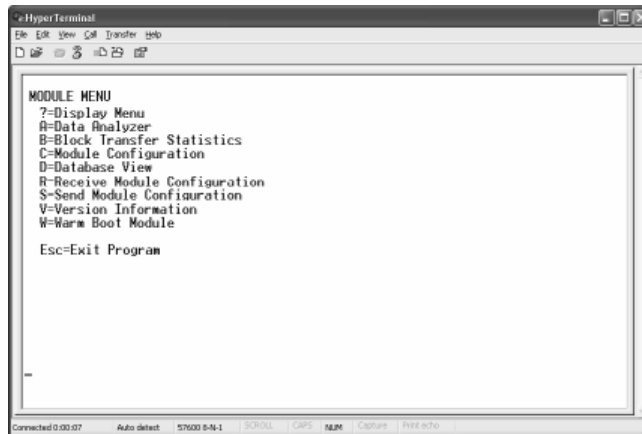 HyperTerminal
File Edit View Call Transfer Help
MODULE MENU
?=Display Menu
A=Data Analyzer
B=Block Transfer Statistics
C=Module Configuration
D=Database View
R=Receive Module Configuration
S=Send Module Configuration
V=Version Information
W=Warm Boot Module
Esc=Exit Program
Connected 0:00:07 Auto detect 57600 8-N-1 SCROLL CAPS NUM Capture Print echo